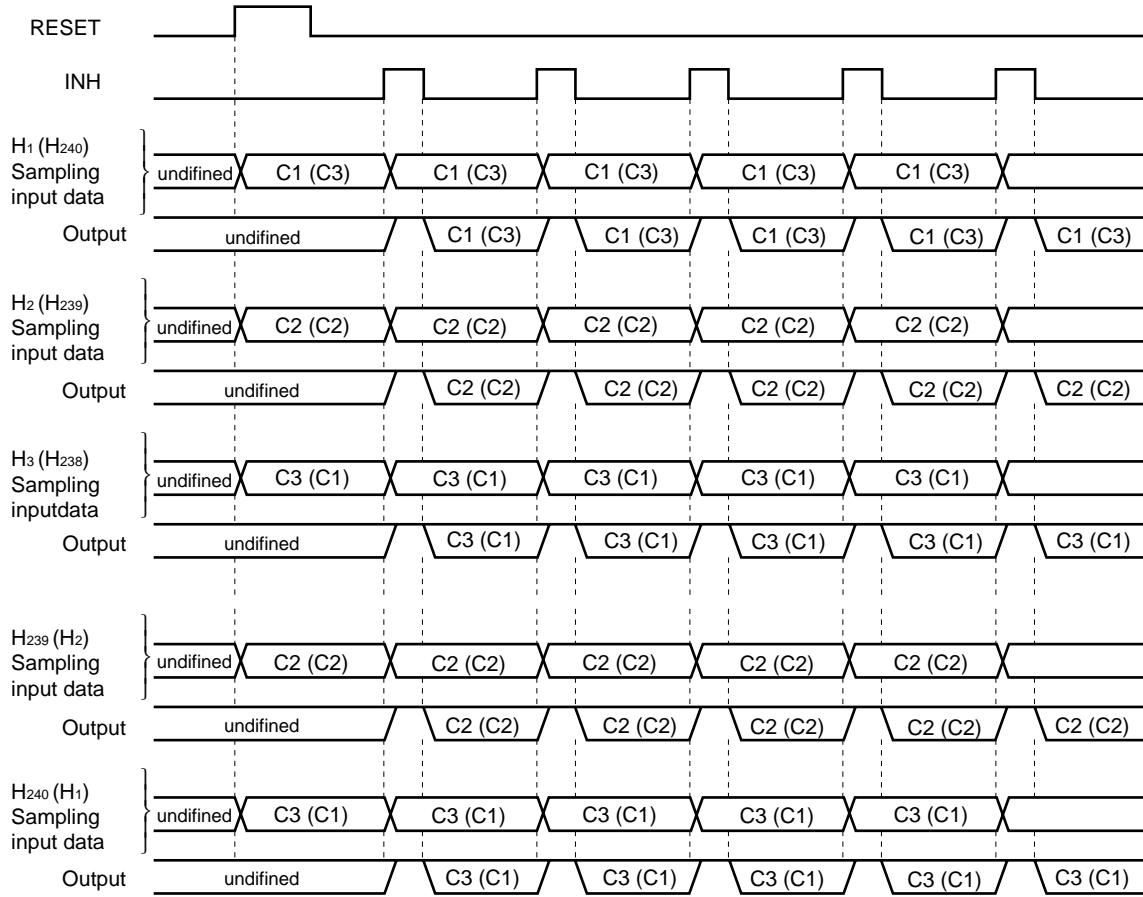 RESET
INH
H1 (H240)
Sampling
input data
undifined C1 (C3) C1 (C3) C1 (C3) C1 (C3) C1 (C3)
Output undifined C1 (C3) C1 (C3) C1 (C3) C1 (C3) C1 (C3)
H2 (H239)
Sampling
input data
undifined C2 (C2) C2 (C2) C2 (C2) C2 (C2) C2 (C2)
Output undifined C2 (C2) C2 (C2) C2 (C2) C2 (C2) C2 (C2)
H3 (H238)
Sampling
inputdata
undifined C3 (C1) C3 (C1) C3 (C1) C3 (C1) C3 (C1)
Output undifined C3 (C1) C3 (C1) C3 (C1) C3 (C1) C3 (C1)
H239 (H2)
Sampling
input data
undifined C2 (C2) C2 (C2) C2 (C2) C2 (C2) C2 (C2)
Output undifined C2 (C2) C2 (C2) C2 (C2) C2 (C2) C2 (C2)
H240 (H1)
Sampling
input data
undifined C3 (C1) C3 (C1) C3 (C1) C3 (C1) C3 (C1)
Output undifined C3 (C1) C3 (C1) C3 (C1) C3 (C1) C3 (C1)